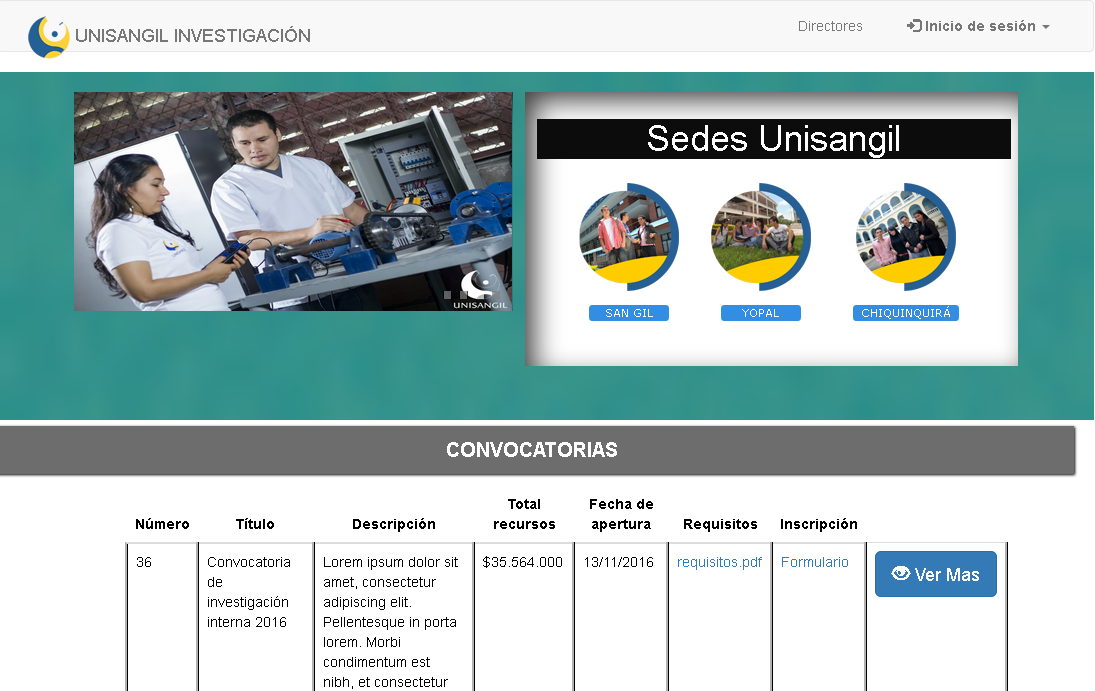 UNISANGIL INVESTIGACIÓN
Directores
Inicio de sesión
UNISANGIL
Sedes Unisangil
SAN GIL
YOPAL
CHIQUINQUIRÁ
CONVOCATORIAS
Número
Título
Descripción
Total
recursos
Fecha de
apertura
Requisitos
Inscripción
36
Convocatoria
de
investigación
interna 2016
Lorem ipsum dolor sit
amet, consectetur
adipiscing elit.
Pellentesque in porta
lorem. Morbi
condimentum est
nibh, et consectetur
$35.564.000
13/11/2016
requisitos.pdf
Formulario
Ver Mas